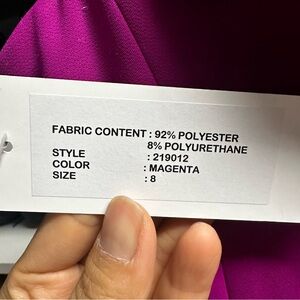 FABRIC CONTENT : 92% POLYESTER
8% POLYURETHANE
STYLE : 219012
COLOR : MAGENTA
SIZE : 8